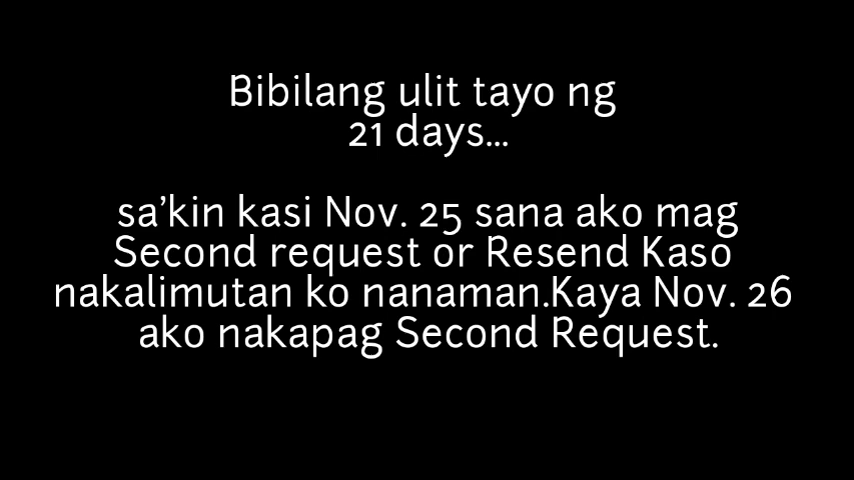 Bibilang ulit tayo ng
21 days...
sa'kin kasi Nov. 25 sana ako mag
Second request or Resend Kaso
nakalimutan ko nanaman.Kaya Nov. 26
ako nakapag Second Request.